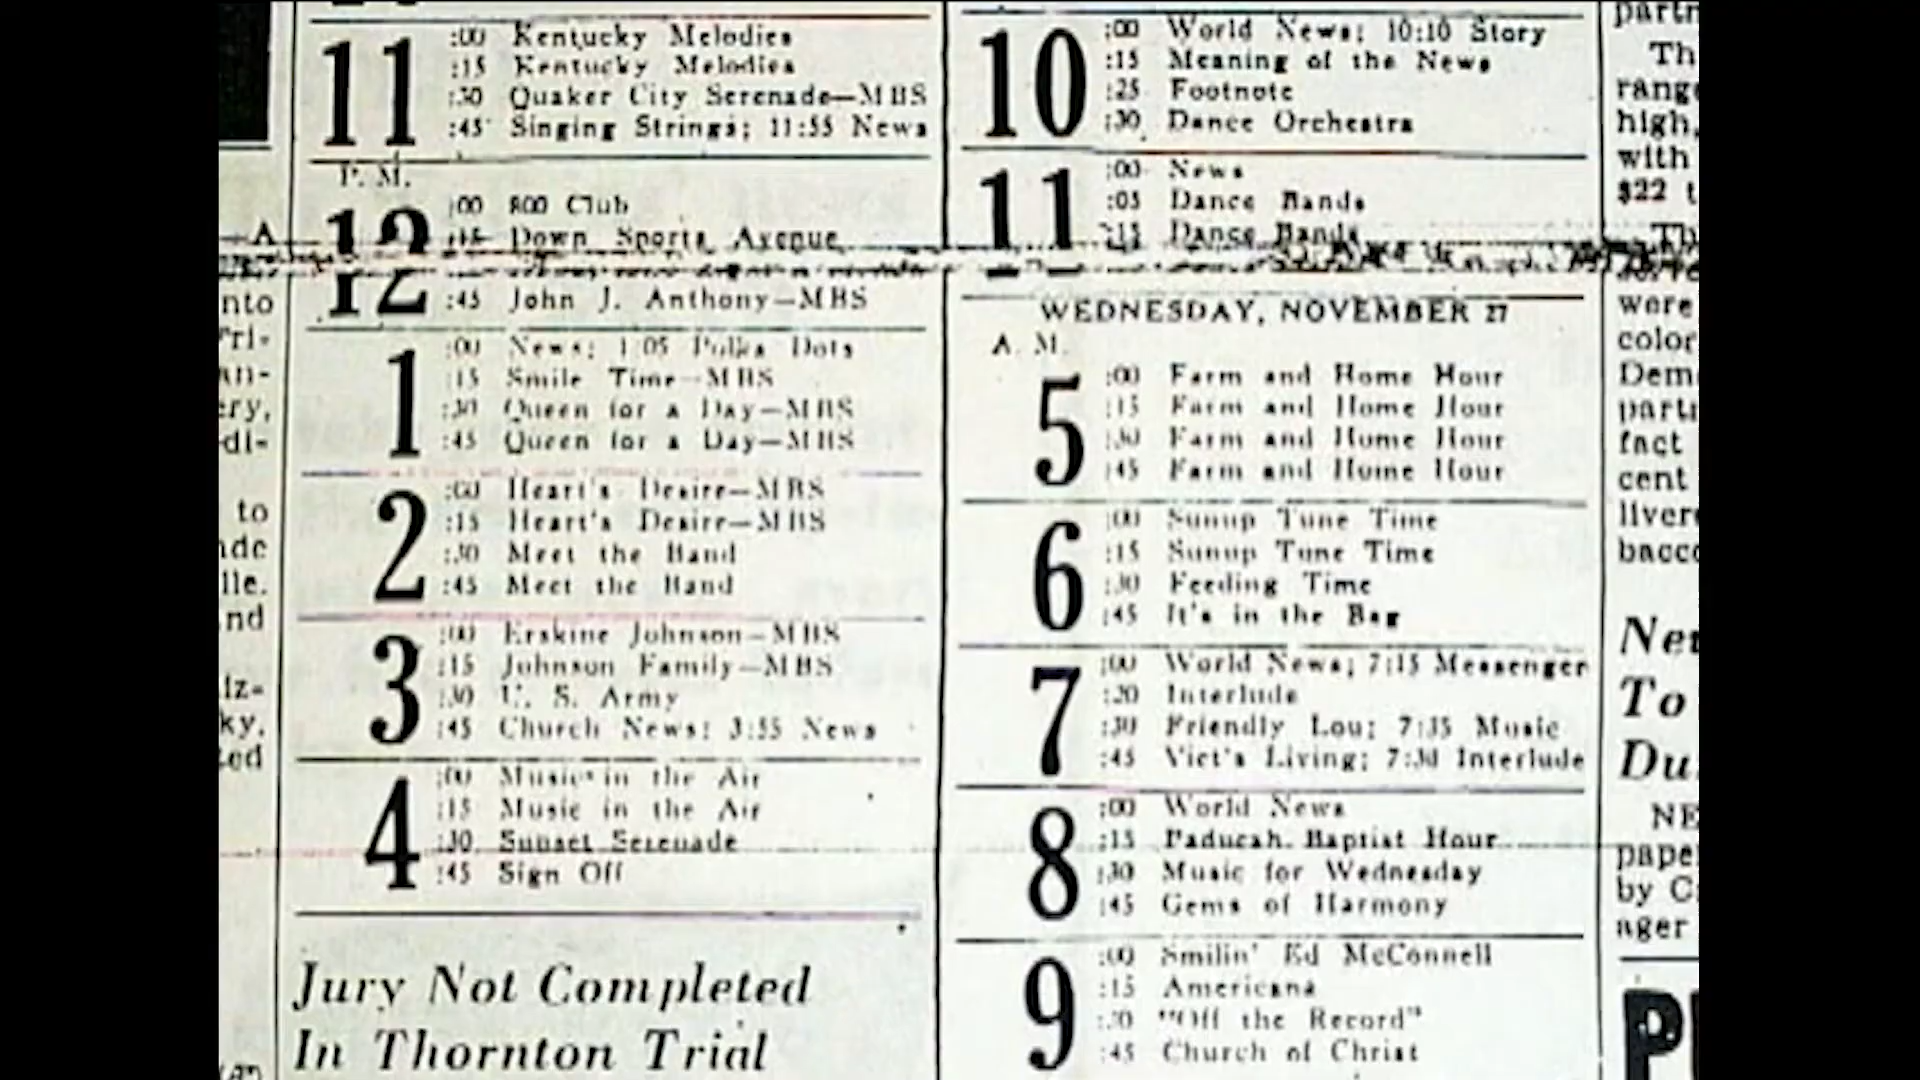 11
:00 Kentucky Melodies
:15 Kentucky Melodies
:30 Quaker City Serenade—MBS
:45 Singing Strings; 11:55 News
P. M.
12
:00 800 Club
:15 Down Sports Avenue
:45 John J. Anthony—MBS
1
:00 News; 1:05 Polka Dots
:15 Smile Time—MBS
:30 Queen for a Day—MBS
:45 Queen for a Day—MBS
2
:00 Heart's Desire—MBS
:15 Heart's Desire—MBS
:30 Meet the Band
:45 Meet the Band
3
:00 Erskine Johnson—MBS
:15 Johnson Family—MBS
:30 U. S. Army
:45 Church News; 3:55 News
4
:00 Music in the Air
:15 Music in the Air
:30 Sunset Serenade
:45 Sign Off
Jury Not Completed
In Thornton Trial
10
:00 World News; 10:10 Story
:15 Meaning of the News
:25 Footnote
:30 Dance Orchestra
11
:00 News
:05 Dance Bands
:15 Dance Bands
WEDNESDAY, NOVEMBER 27
A. M.
5
:00 Farm and Home Hour
:15 Farm and Home Hour
:30 Farm and Home Hour
:45 Farm and Home Hour
6
:00 Sunup Tune Time
:15 Sunup Tune Time
:30 Feeding Time
:45 It's in the Bag
7
:00 World News; 7:15 Messenger
:20 Interlude
:30 Friendly Lou; 7:35 Music
:45 Vict's Living; 7:50 Interlude
8
:00 World News
:15 Paducah Baptist Hour
:30 Music for Wednesday
:45 Gems of Harmony
9
:00 Smilin' Ed McConnell
:15 Americana
:30 "Off the Record"
:45 Church of Christ
high,
with
$22
were
color
fact
cent
To
by